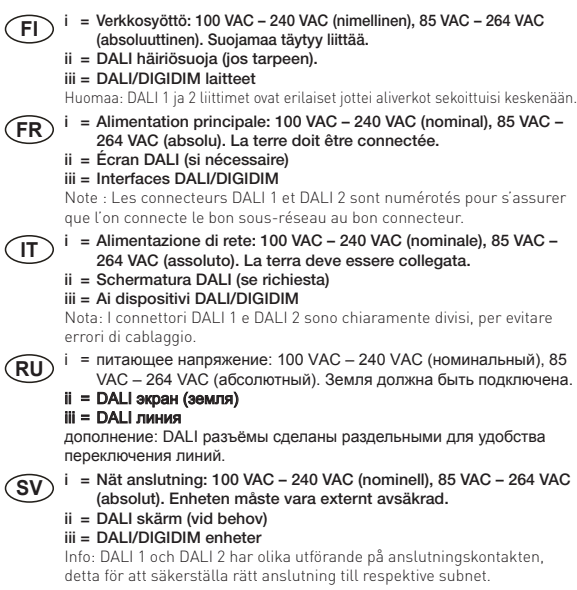 FI i = Verkkosyöttö: 100 VAC – 240 VAC (nimellinen), 85 VAC – 264 VAC
(absoluuttinen). Suojamaa täytyy liittää.
ii = DALI häiriösuoja (jos tarpeen).
iii = DALI/DIGIDIM laitteet
Huomaa: DALI 1 ja 2 liittimet ovat erilaiset jottei aliverkot sekoittuisi keskenään.
FR i = Alimentation principale: 100 VAC – 240 VAC (nominal), 85 VAC –
264 VAC (absolu). La terre doit être connectée.
ii = Écran DALI (si nécessaire)
iii = Interfaces DALI/DIGIDIM
Note : Les connecteurs DALI 1 et DALI 2 sont numérotés pour s'assurer
que l'on connecte le bon sous-réseau au bon connecteur.
IT i = Alimentazione di rete: 100 VAC – 240 VAC (nominale), 85 VAC –
264 VAC (assoluto). La terra deve essere collegata.
ii = Schermatura DALI (se richiesta)
iii = Ai dispositivi DALI/DIGIDIM
Nota: I connettori DALI 1 e DALI 2 sono chiaramente divisi, per evitare
errori di cablaggio.
RU i = питающее напряжение: 100 VAC – 240 VAC (номинальный), 85
VAC – 264 VAC (абсолютный). Земля должна быть подключена.
ii = DALI экран (земля)
iii = DALI линия
дополнение: DALI разъёмы сделаны раздельными для удобства
переключения линий.
SV i = Nät anslutning: 100 VAC – 240 VAC (nominell), 85 VAC – 264 VAC
(absolut). Enheten måste vara externt avsäkrad.
ii = DALI skärm (vid behov)
iii = DALI/DIGIDIM enheter
Info: DALI 1 och DALI 2 har olika utförande på anslutningskontakten,
detta för att säkerställa rätt anslutning till respektive subnet.